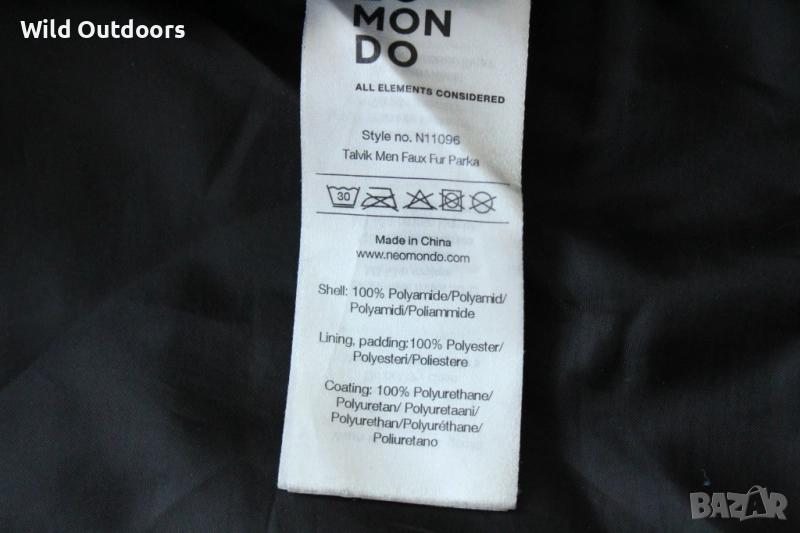 Wild Outdoors
MON
DO
ALL ELEMENTS CONSIDERED
Style no. N11096
Talvik Men Faux Fur Parka
30
Made in China
www.neomondo.com
Shell: 100% Polyamide/Polyamid/
Polyamidi/Poliammide
Lining, padding:100% Polyester/
Polyesteri/Poliestere
Coating: 100% Polyurethane/
Polyuretan/ Polyuretaani/
Polyurethan/Polyuréthane/
Poliuretano
BAZAR